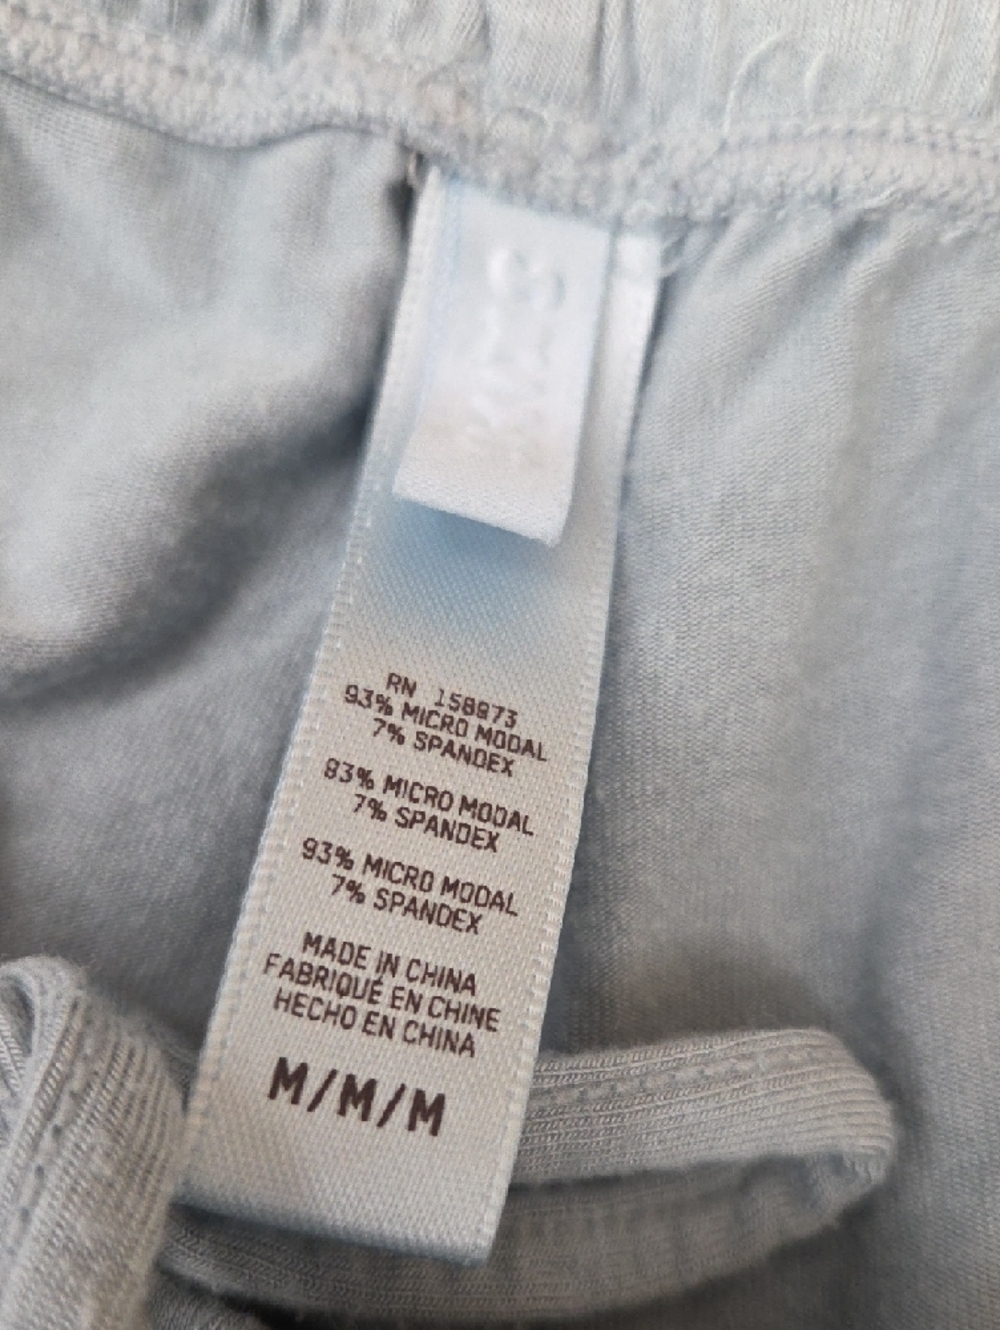 RN 158973
93% MICRO MODAL
7% SPANDEX
93% MICRO MODAL
7% SPANDEX
93% MICRO MODAL
7% SPANDEX
MADE IN CHINA
FABRIQUÉ EN CHINE
HECHO EN CHINA
M/M/M